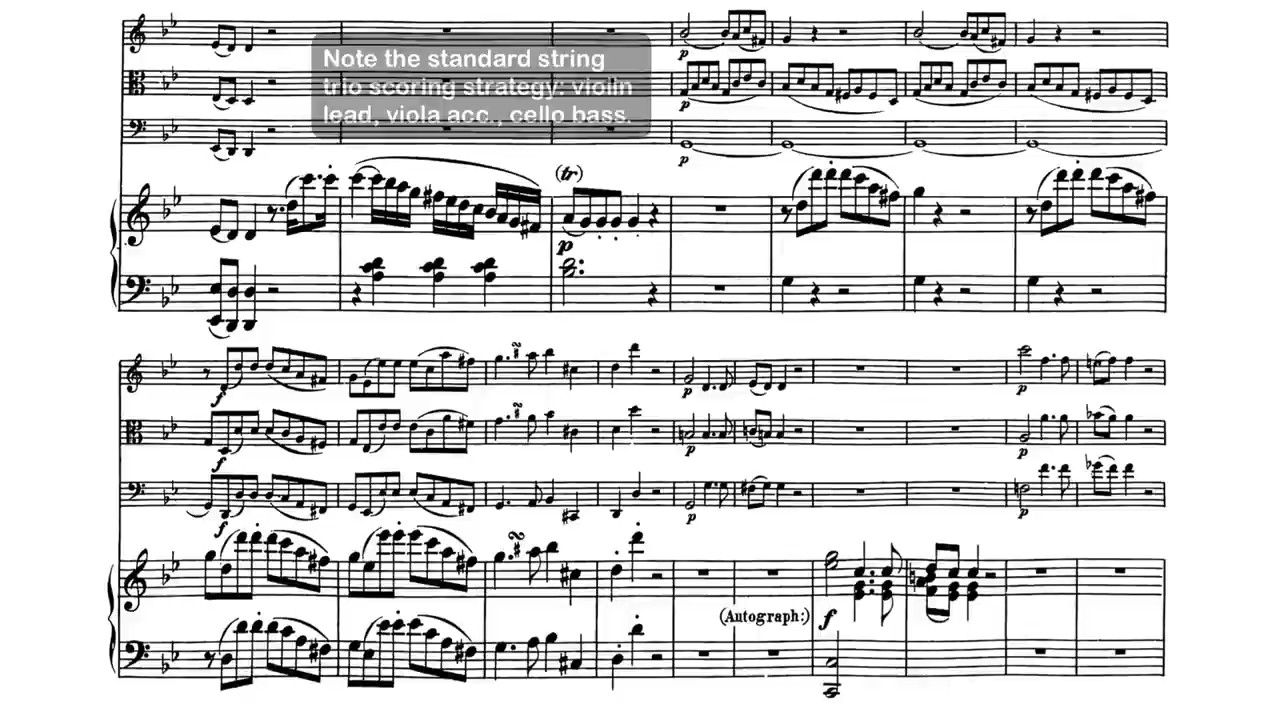 Note the standard string
trio scoring strategy: violin
lead, viola acc., cello bass.
p
p
p
(tr)
p
f
f
f
p
p
p
p
p
p
(Autograph:) f